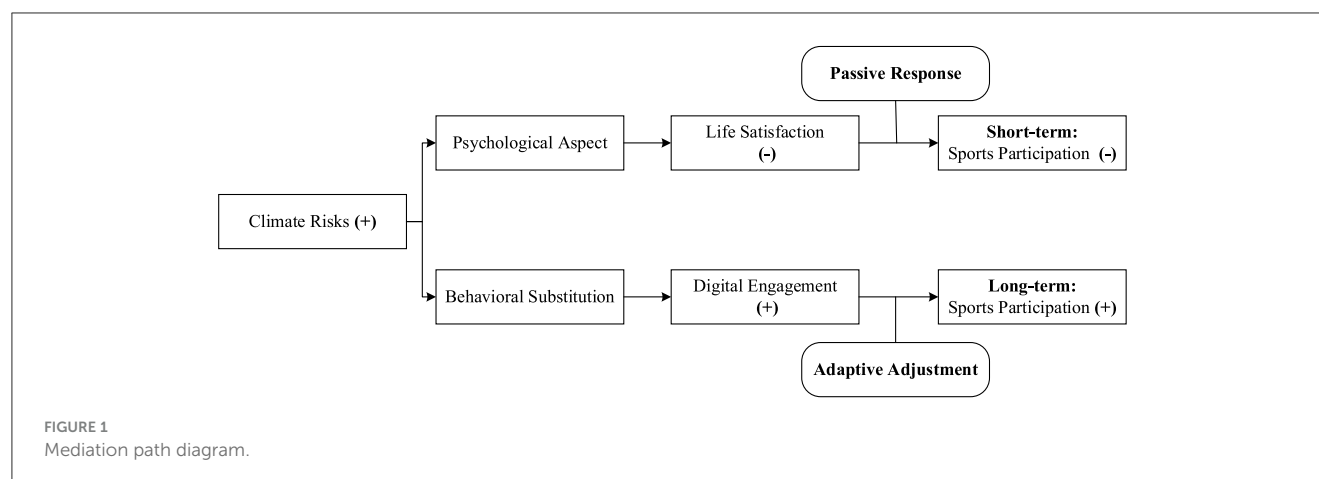 Passive Response
Psychological Aspect
Life Satisfaction
(-)
Short-term:
Sports Participation (-)
Climate Risks (+)
Behavioral Substitution
Digital Engagement
(+)
Long-term:
Sports Participation (+)
Adaptive Adjustment
FIGURE 1
Mediation path diagram.